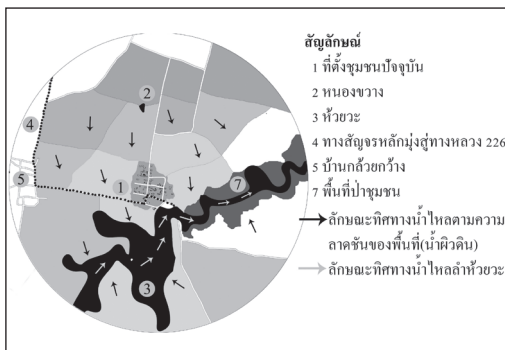 สัญลักษณ์
1 ที่ตั้งชุมชนปัจจุบัน
2 หนองขวาง
3 ห้วยวะ
4 ทางสัญจรหลักมุ่งสู่ทางหลวง 226
5 บ้านกล้วยกว้าง
7 พื้นที่ป่าชุมชน
ลักษณะทิศทางน้ำไหลตามความ
ลาดชันของพื้นที่(น้ำผิวดิน)
ลักษณะทิศทางน้ำไหลลำห้วยวะ
2
4
5
1
7
3